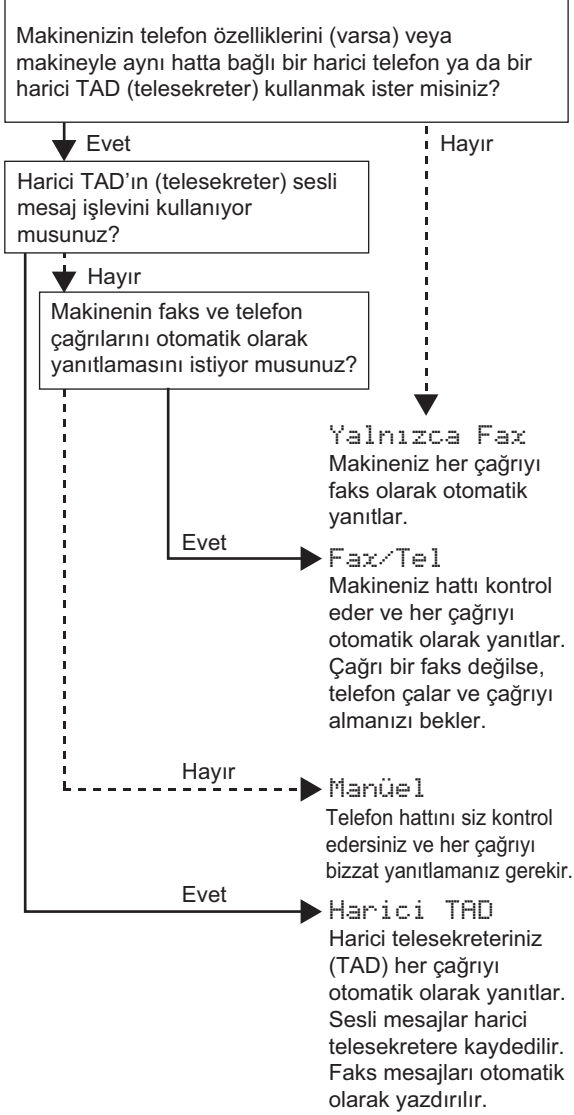 Makinenizin telefon özelliklerini (varsa) veya
makineyle aynı hatta bağlı bir harici telefon ya da bir
harici TAD (telesekreter) kullanmak ister misiniz?
Evet
Hayır
Harici TAD’ın (telesekreter) sesli
mesaj işlevini kullanıyor
musunuz?
Hayır
Makinenin faks ve telefon
çağrılarını otomatik olarak
yanıtlamasını istiyor musunuz?
Yalnızca Fax
Makineniz her çağrıyı
faks olarak otomatik
yanıtlar.
Evet
Fax/Tel
Makineniz hattı kontrol
eder ve her çağrıyı
otomatik olarak yanıtlar.
Çağrı bir faks değilse,
telefon çalar ve çağrıyı
almanızı bekler.
Hayır
Manüel
Telefon hattını siz kontrol
edersiniz ve her çağrıyı
bizzat yanıtlamanız gerekir.
Evet
Harici TAD
Harici telesekreteriniz
(TAD) her çağrıyı
otomatik olarak yanıtlar.
Sesli mesajlar harici
telesekretere kaydedilir.
Faks mesajları otomatik
olarak yazdırılır.